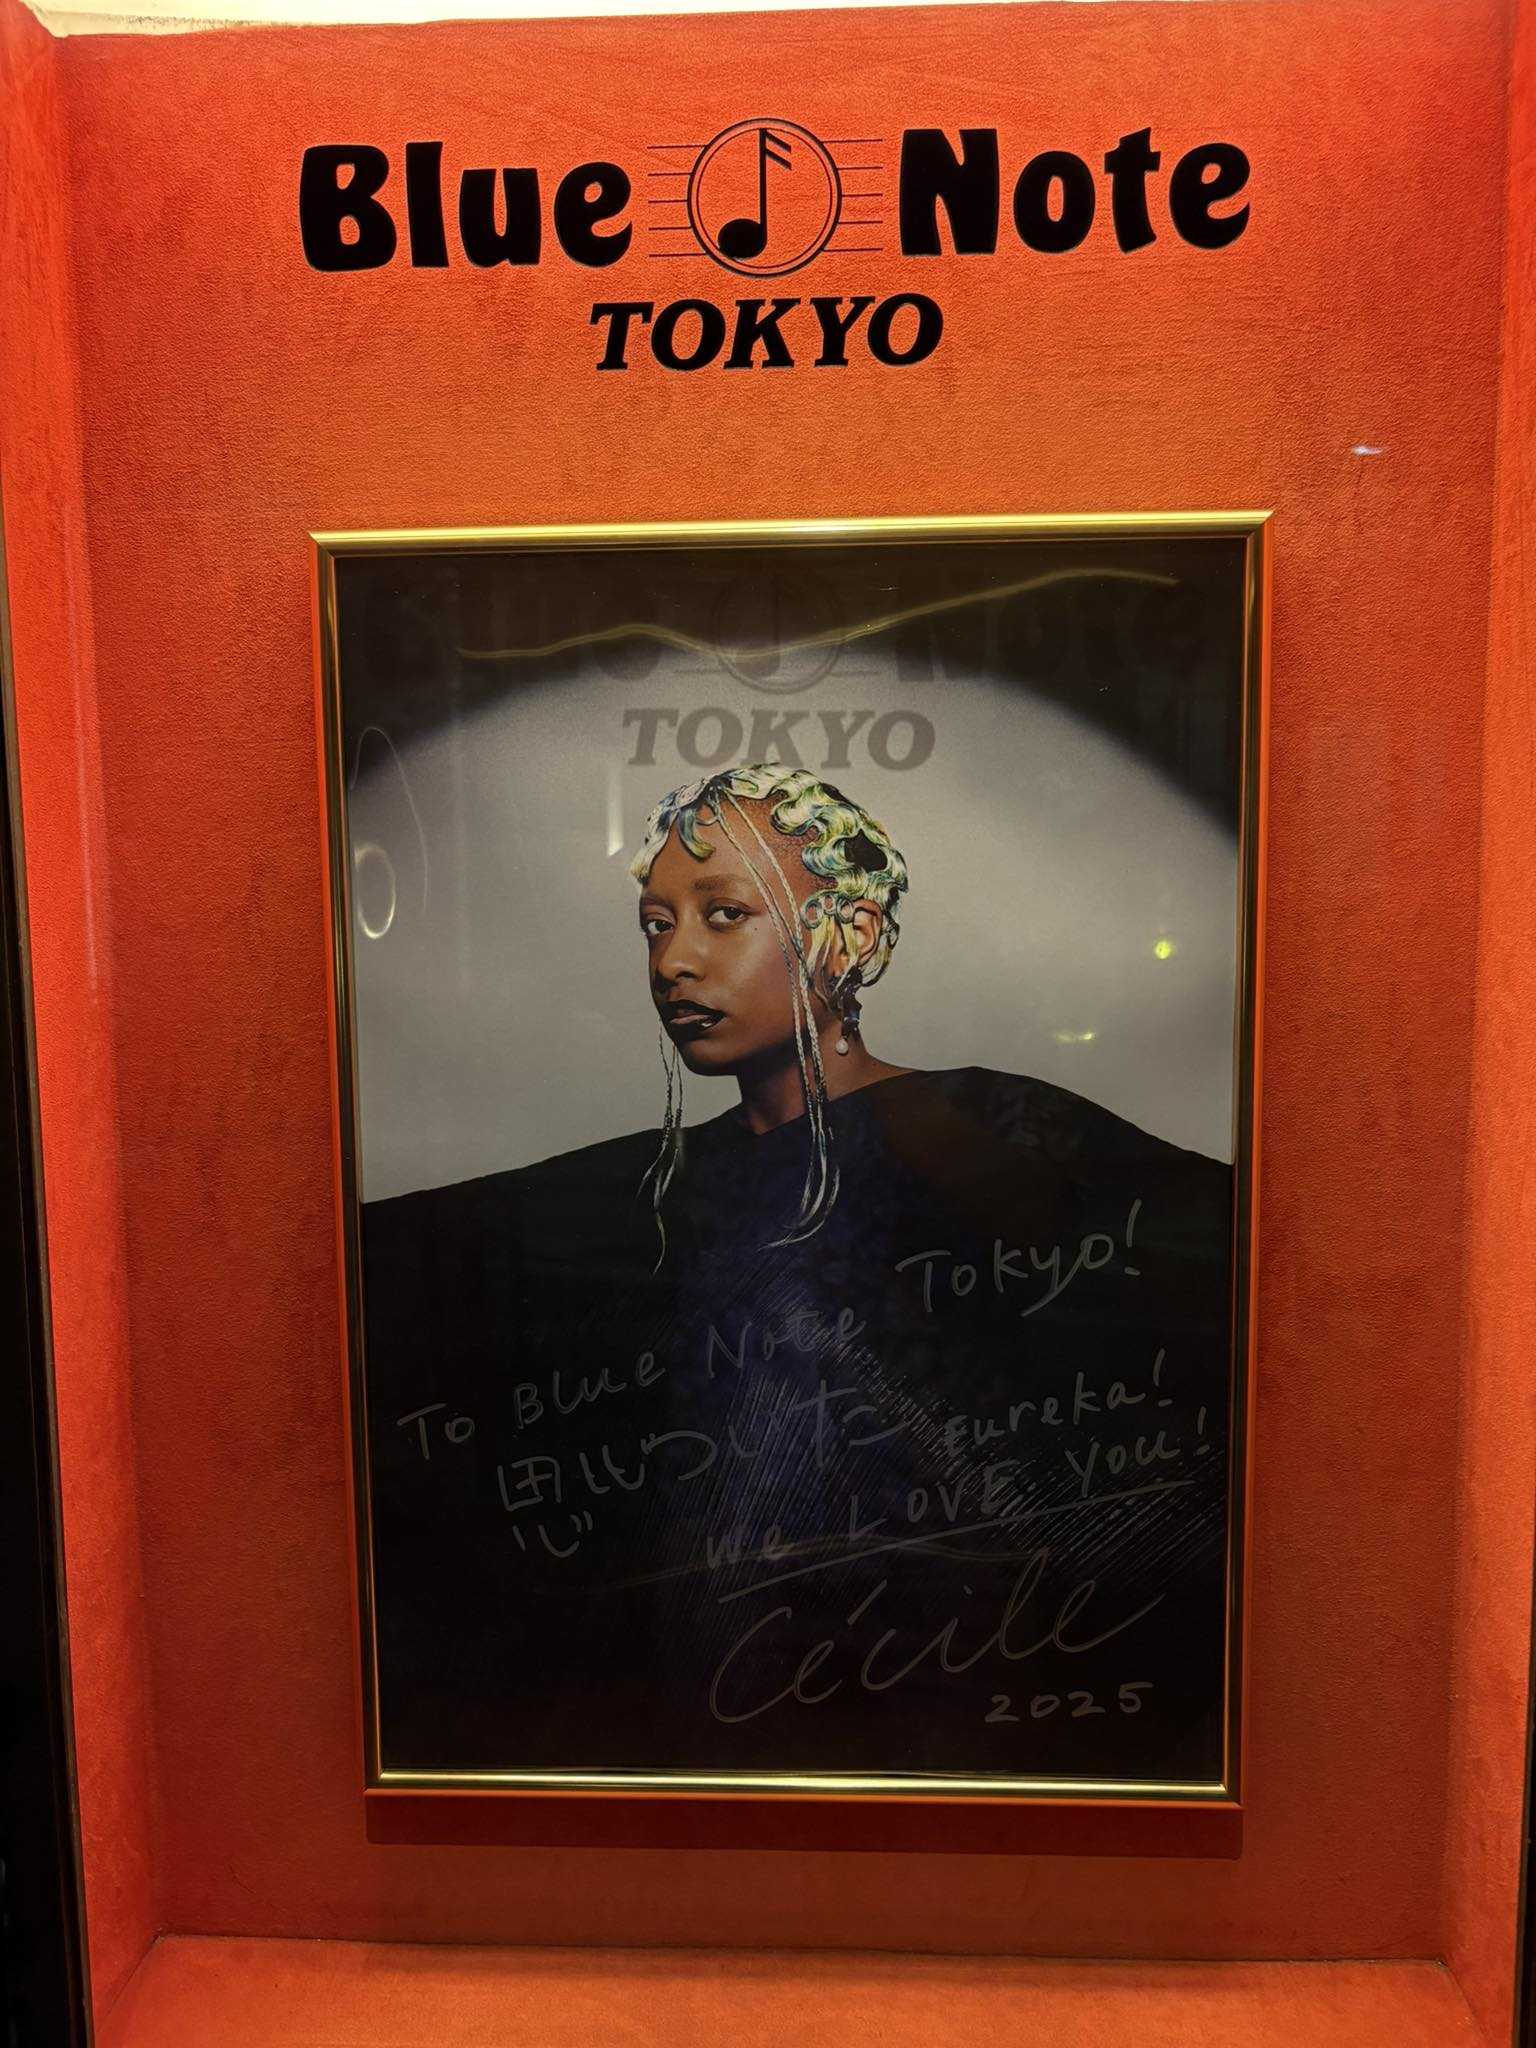 Blue Note
TOKYO
TOKYO
To Blue Note Tokyo!
思いついた Eureka!
We LOVE You!
Cécile
2025